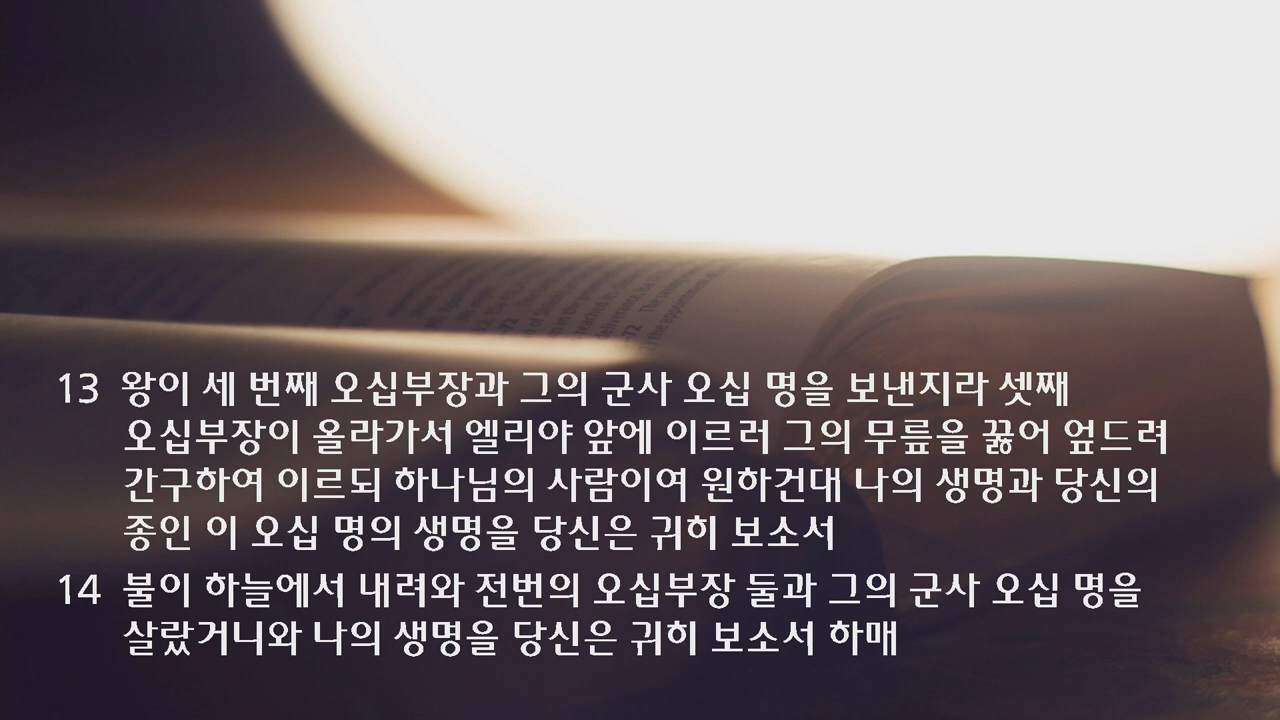 13 왕이 세 번째 오십부장과 그의 군사 오십 명을 보낸지라 셋째
오십부장이 올라가서 엘리야 앞에 이르러 그의 무릎을 꿇어 엎드려
간구하여 이르되 하나님의 사람이여 원하건대 나의 생명과 당신의
종인 이 오십 명의 생명을 당신은 귀히 보소서
14 불이 하늘에서 내려와 전번의 오십부장 둘과 그의 군사 오십 명을
살랐거니와 나의 생명을 당신은 귀히 보소서 하매